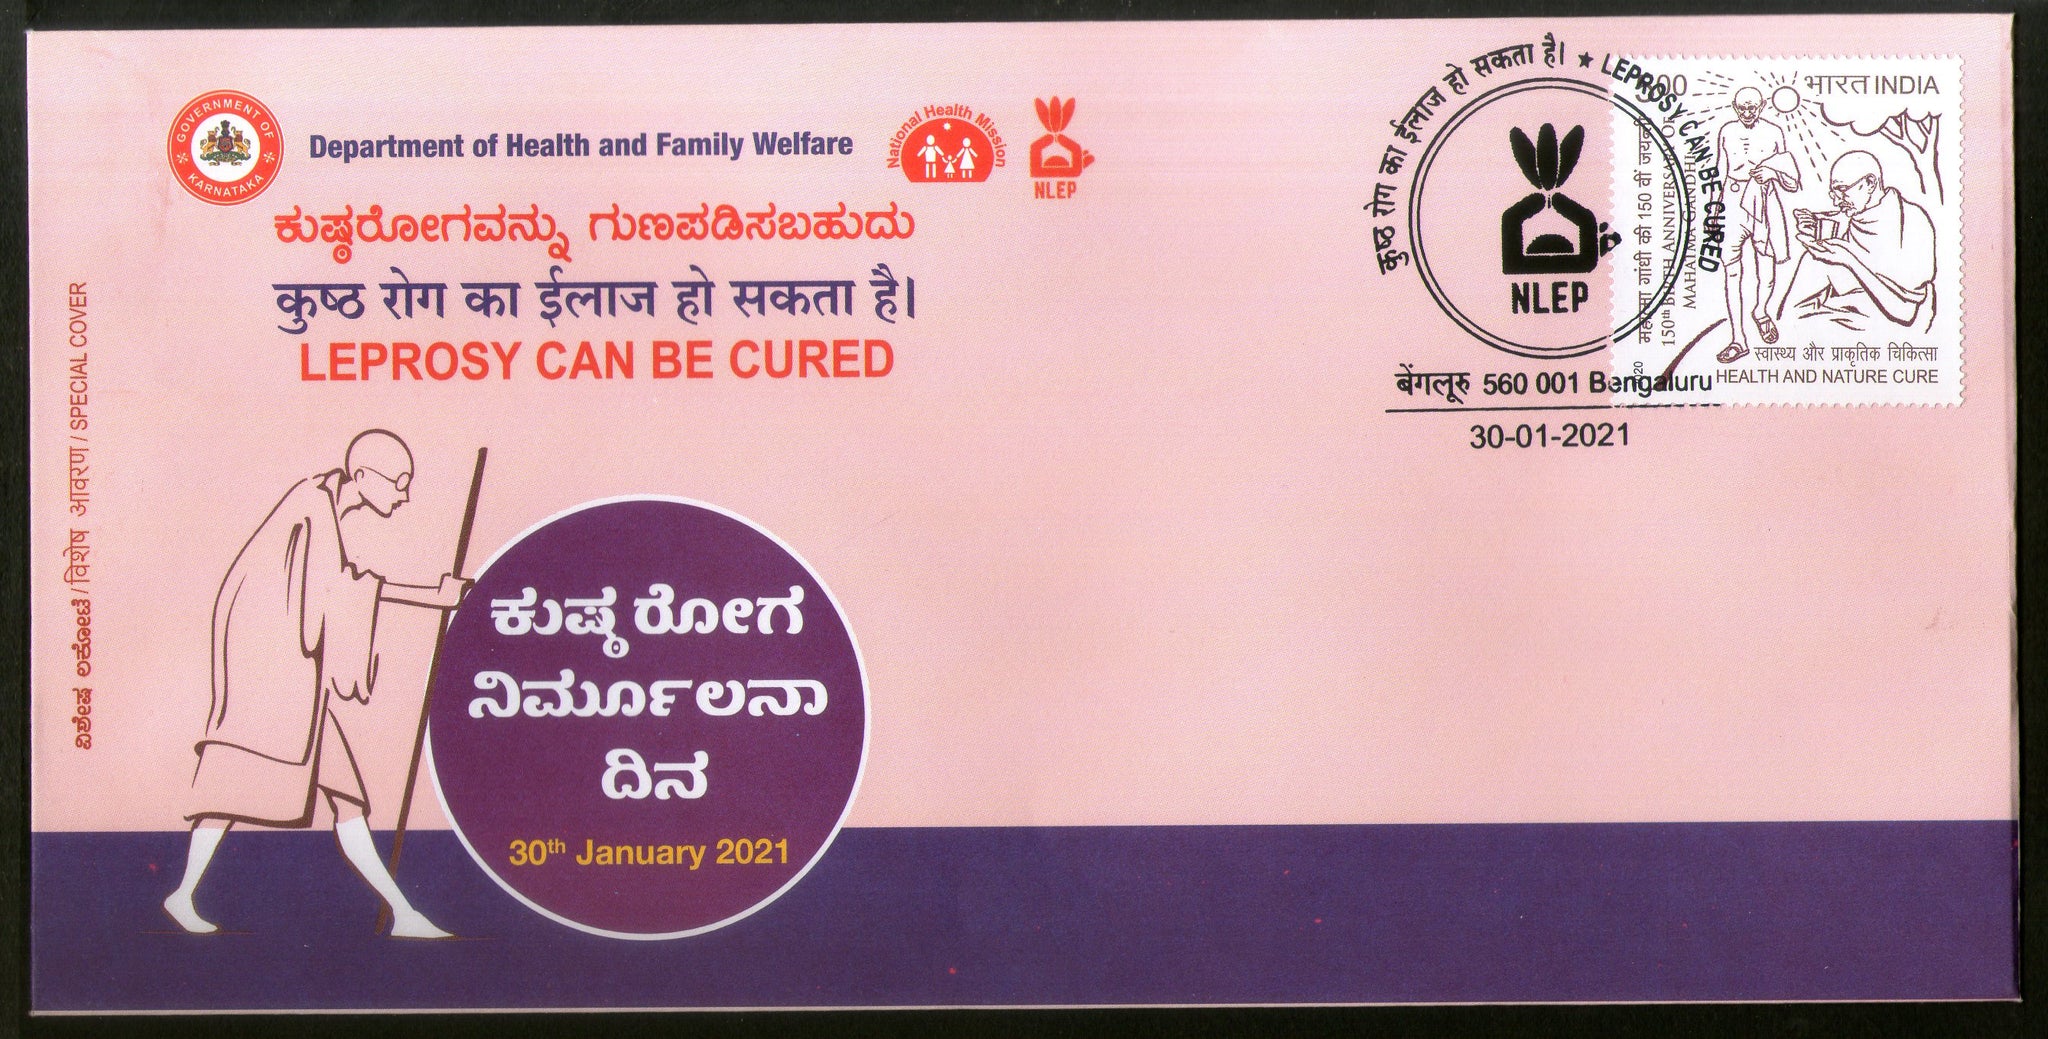 GOVERNMENT OF KARNATAKA
Department of Health and Family Welfare
National Health Mission
NLEP
ಕುಷ್ಠರೋಗವನ್ನು ಗುಣಪಡಿಸಬಹುದು
कुष्ठ रोग का ईलाज हो सकता है।
LEPROSY CAN BE CURED
ವಿಶೇಷ ಲಕೋಟೆ / विशेष आवरण / SPECIAL COVER
ಕುಷ್ಠರೋಗ
ನಿರ್ಮೂಲನಾ
ದಿನ
30th January 2021
कुष्ठ रोग का ईलाज हो सकता है। ★ LEPROSY CAN BE CURED
NLEP
बेंगलूरु 560 001 Bengaluru
30-01-2021
भारत INDIA
महात्मा गांधी की 150 वीं जयन्ती
150th BIRTH ANNIVERSARY OF
MAHATMA GANDHI
स्वास्थ्य और प्राकृतिक चिकित्सा
HEALTH AND NATURE CURE